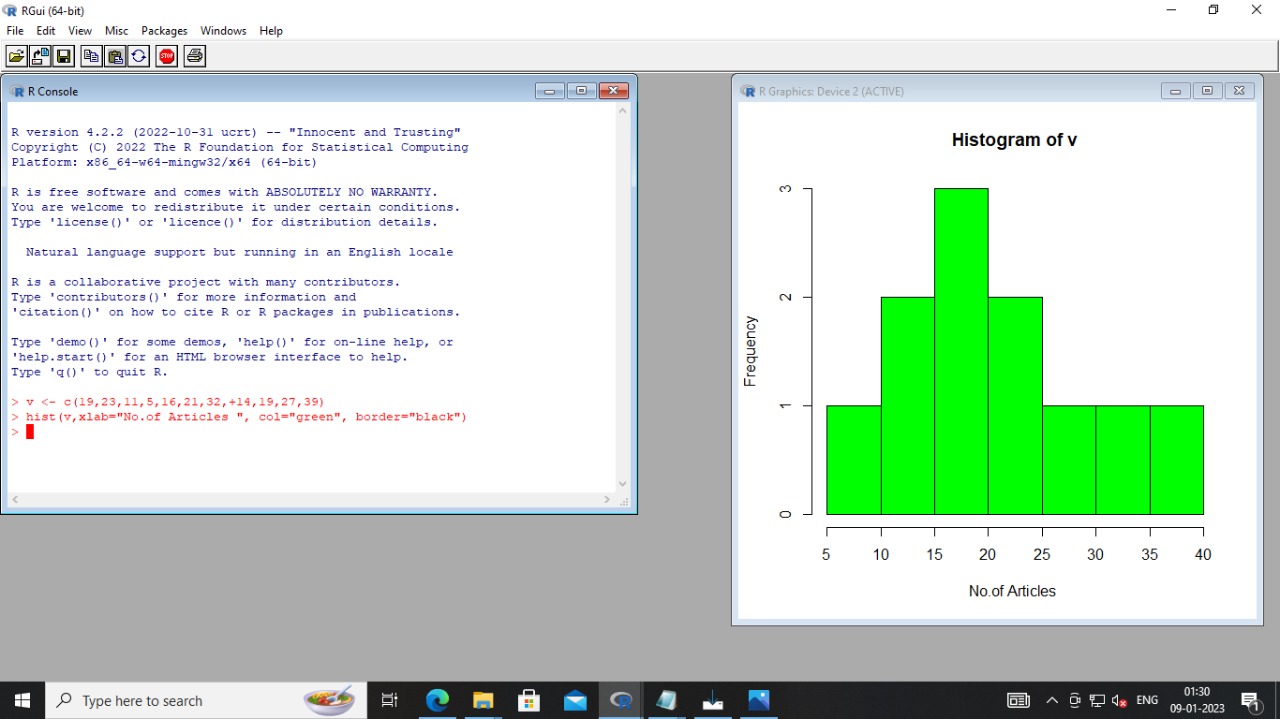 RGui (64-bit)
File Edit View Misc Packages Windows Help
STOP
R Console
R version 4.2.2 (2022-10-31 ucrt) -- "Innocent and Trusting"
Copyright (C) 2022 The R Foundation for Statistical Computing
Platform: x86_64-w64-mingw32/x64 (64-bit)
R is free software and comes with ABSOLUTELY NO WARRANTY.
You are welcome to redistribute it under certain conditions.
Type 'license()' or 'licence()' for distribution details.
Natural language support but running in an English locale
R is a collaborative project with many contributors.
Type 'contributors()' for more information and
'citation()' on how to cite R or R packages in publications.
Type 'demo()' for some demos, 'help()' for on-line help, or
'help.start()' for an HTML browser interface to help.
Type 'q()' to quit R.
> v <- c(19,23,11,5,16,21,32,+14,19,27,39)
> hist(v,xlab="No.of Articles ", col="green", border="black")
>
R Graphics: Device 2 (ACTIVE)
Histogram of v
Frequency
3
2
1
0
5 10 15 20 25 30 35 40
No.of Articles
Type here to search
ENG
01:30
09-01-2023
1